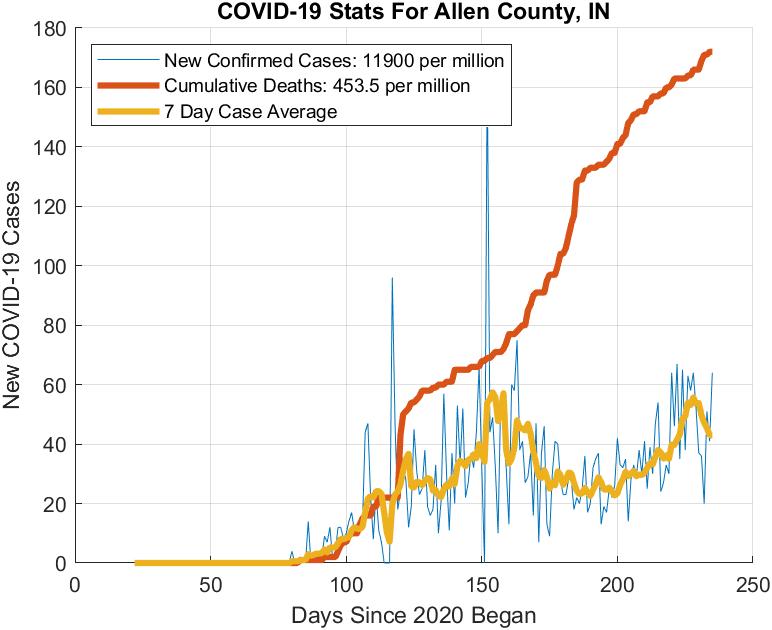 COVID-19 Stats For Allen County, IN
New Confirmed Cases: 11900 per million
Cumulative Deaths: 453.5 per million
7 Day Case Average
New COVID-19 Cases
180
160
140
120
100
80
60
40
20
0
0 50 100 150 200 250
Days Since 2020 Began